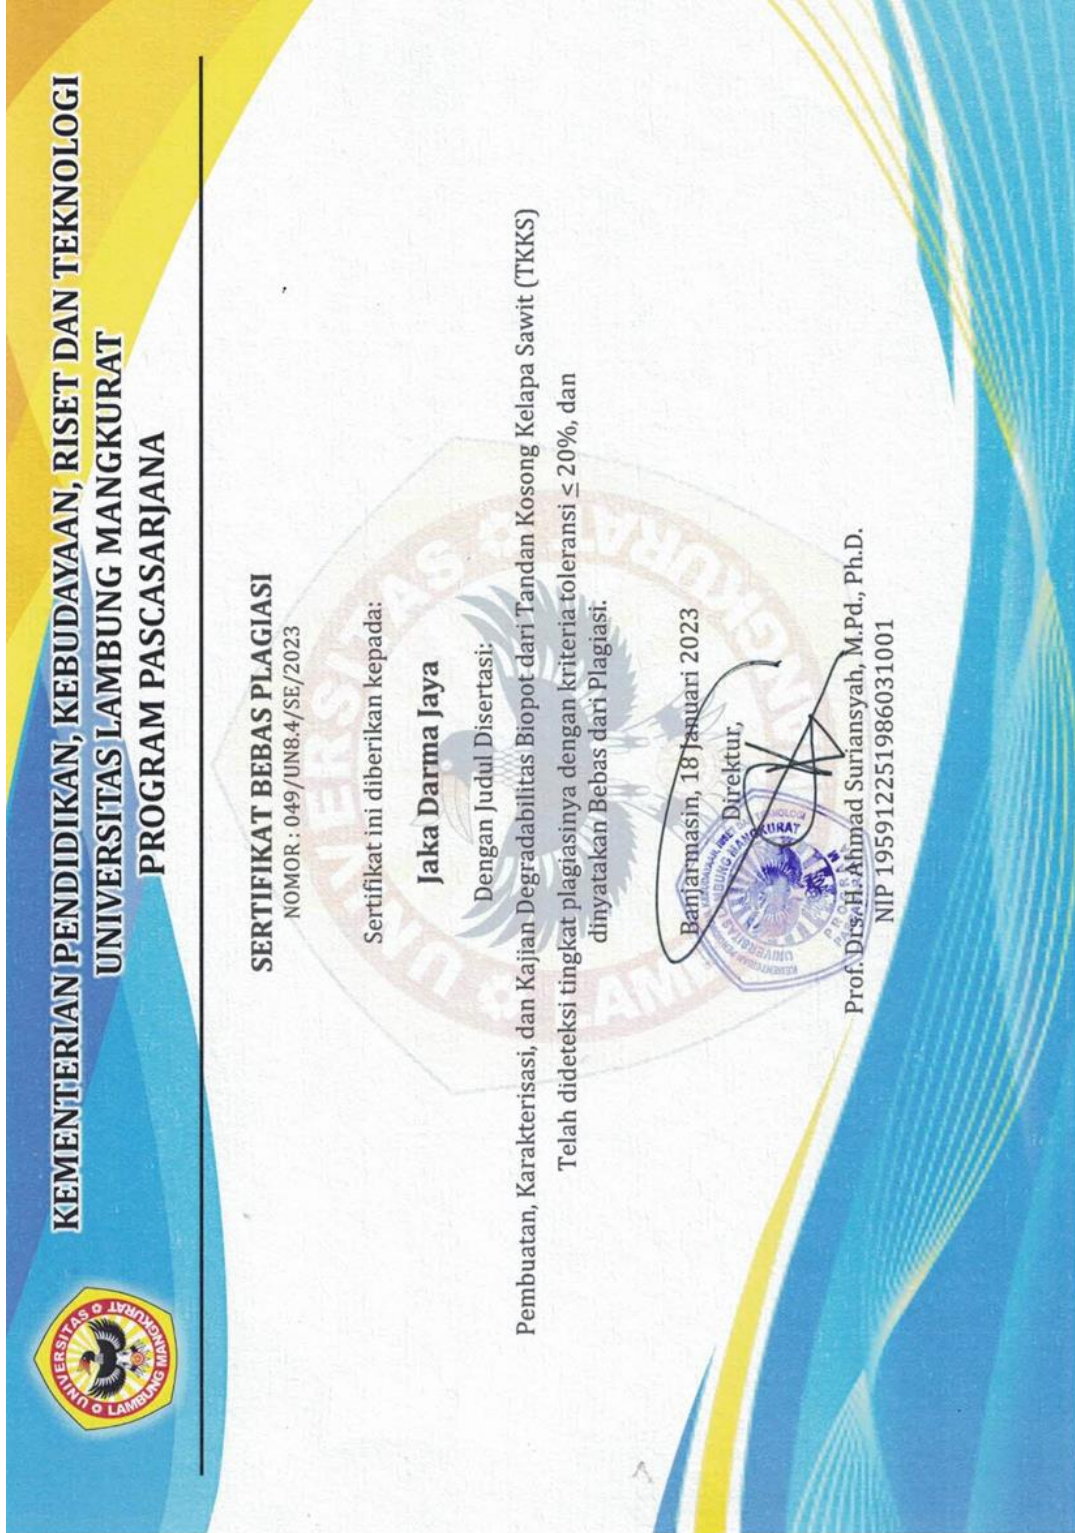 KEMENTERIAN PENDIDIKAN, KEBUDAYAAN, RISET DAN TEKNOLOGI
UNIVERSITAS LAMBUNG MANGKURAT
PROGRAM PASCASARJANA
UNIVERSITAS LAMBUNG MANGKURAT
SERTIFIKAT BEBAS PLAGIASI
NOMOR : 049/UN8.4/SE/2023
Sertifikat ini diberikan kepada:
Jaka Darma Jaya
Dengan Judul Disertasi:
Pembuatan, Karakterisasi, dan Kajian Degradabilitas Biopot dari Tandan Kosong Kelapa Sawit (TKKS)
Telah dideteksi tingkat plagiasinya dengan kriteria toleransi ≤ 20%, dan
dinyatakan Bebas dari Plagiasi.
Banjarmasin, 18 Januari 2023
Direktur,
Prof. Drs. H. Ahmad Suriansyah, M.Pd., Ph.D.
NIP 195912251986031001